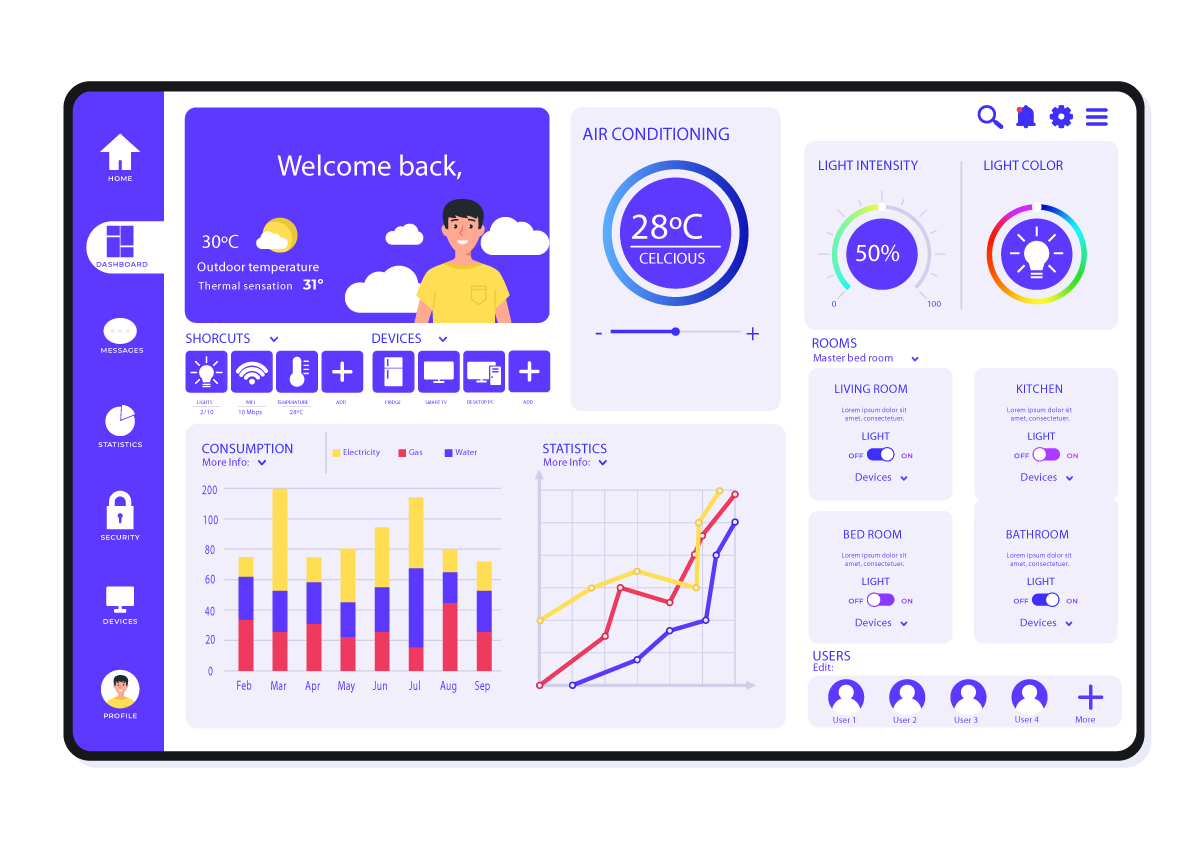 HOME
DASHBOARD
MESSAGES
STATISTICS
SECURITY
DEVICES
PROFILE
Welcome back,
30ºC
Outdoor temperature
Thermal sensation 31°
SHORCUTS
LIGHTS
2/10
WIFI
10 Mbps
TEMPERATURE
28ºC
ADD
DEVICES
FRIDGE
SMART TV
DESKTOP PC
ADD
AIR CONDITIONING
28ºC
CELCIOUS
- +
LIGHT INTENSITY
50%
0 100
LIGHT COLOR
CONSUMPTION
More Info:
Electricity Gas Water
200
100
80
60
40
20
0
Feb Mar Apr May Jun Jul Aug Sep
STATISTICS
More Info:
ROOMS
Master bed room
LIVING ROOM
Lorem ipsum dolor sit
amet, consectetuer.
LIGHT
OFF ON
Devices
KITCHEN
Lorem ipsum dolor sit
amet, consectetuer.
LIGHT
OFF ON
Devices
BED ROOM
Lorem ipsum dolor sit
amet, consectetuer.
LIGHT
OFF ON
Devices
BATHROOM
Lorem ipsum dolor sit
amet, consectetuer.
LIGHT
OFF ON
Devices
USERS
Edit:
User 1 User 2 User 3 User 4 More